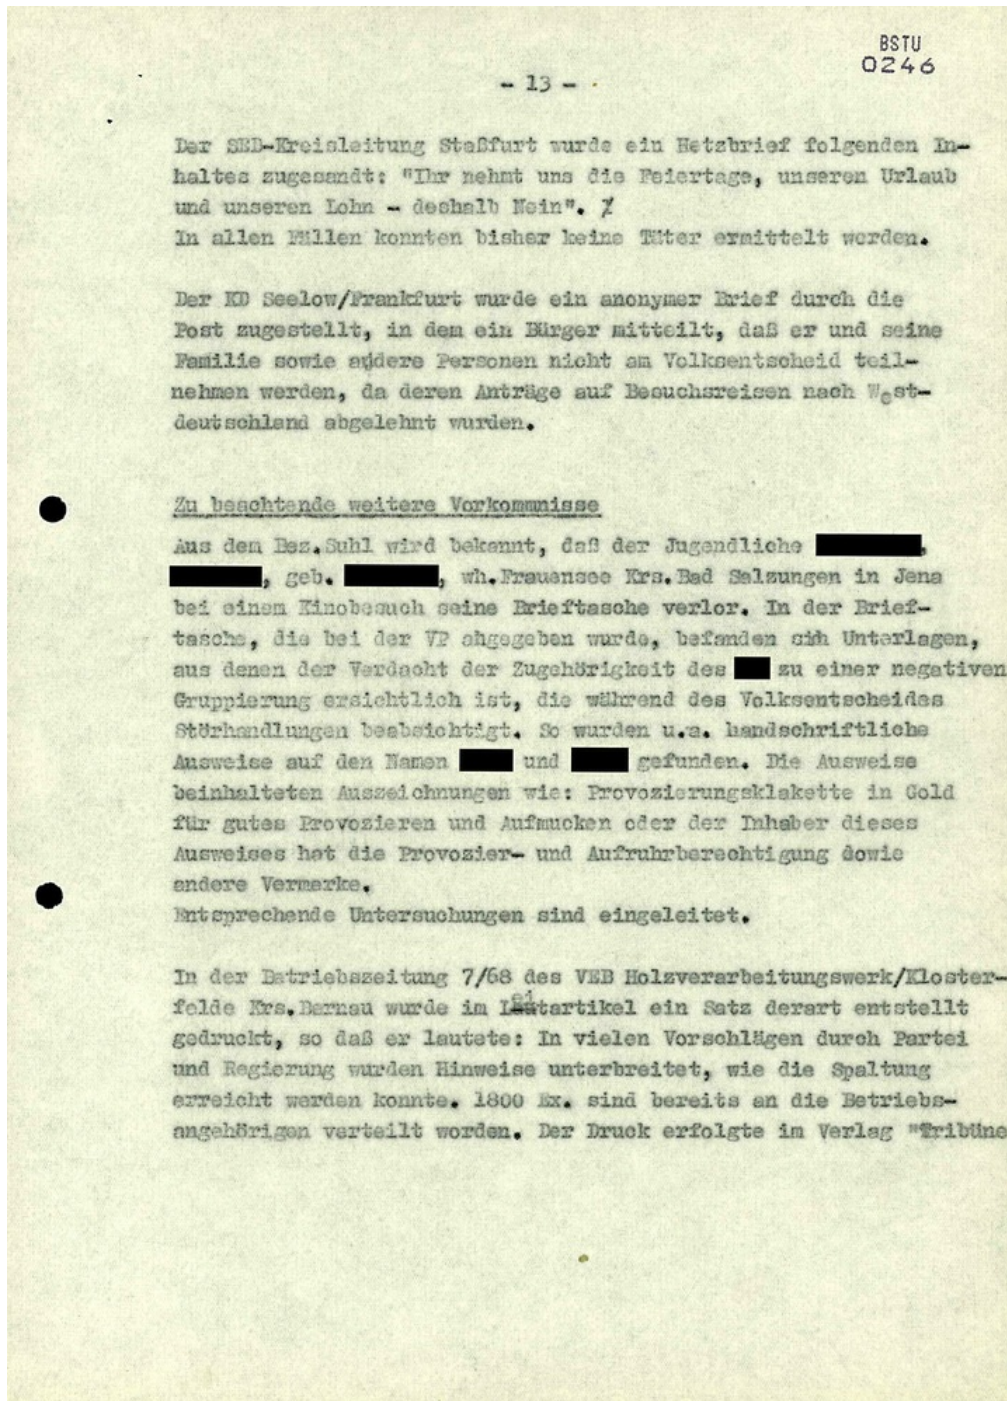 BSTU
0246
- 13 -
Der SED-Kreisleitung Staßfurt wurde ein Hetzbrief folgenden In-
haltes zugesandt: "Ihr nehmt uns die Feiertage, unseren Urlaub
und unseren Lohn - deshalb Nein".
In allen Fällen konnten bisher keine Täter ermittelt werden.
Der KD Seelow/Frankfurt wurde ein anonymer Brief durch die
Post zugestellt, in dem ein Bürger mitteilt, daß er und seine
Familie sowie andere Personen nicht am Volksentscheid teil-
nehmen werden, da deren Anträge auf Besuchsreisen nach West-
deutschland abgelehnt wurden.
Zu beachtende weitere Vorkommnisse
Aus dem Bez.Suhl wird bekannt, daß der Jugendliche ,
, geb. , wh.Frauensee Krs.Bad Salzungen in Jena
bei einem Kinobesuch seine Brieftasche verlor. In der Brief-
tasche, die bei der VP abgegeben wurde, befanden sich Unterlagen,
aus denen der Verdacht der Zugehörigkeit des zu einer negativen
Gruppierung ersichtlich ist, die während des Volksentscheides
Störhandlungen beabsichtigt. So wurden u.a. handschriftliche
Ausweise auf den Namen und gefunden. Die Ausweise
beinhalteten Auszeichnungen wie: Provozierungsklakette in Gold
für gutes Provozieren und Aufmucken oder der Inhaber dieses
Ausweises hat die Provozier- und Aufruhrberechtigung sowie
andere Vermerke.
Entsprechende Untersuchungen sind eingeleitet.
In der Betriebszeitung 7/68 des VEB Holzverarbeitungswerk/Kloster-
felde Krs.Bernau wurde im Leitartikel ein Satz derart entstellt
gedruckt, so daß er lautete: In vielen Vorschlägen durch Partei
und Regierung wurden Hinweise unterbreitet, wie die Spaltung
erreicht werden konnte. 1800 Ex. sind bereits an die Betriebs-
angehörigen verteilt worden. Der Druck erfolgte im Verlag "Tribüne